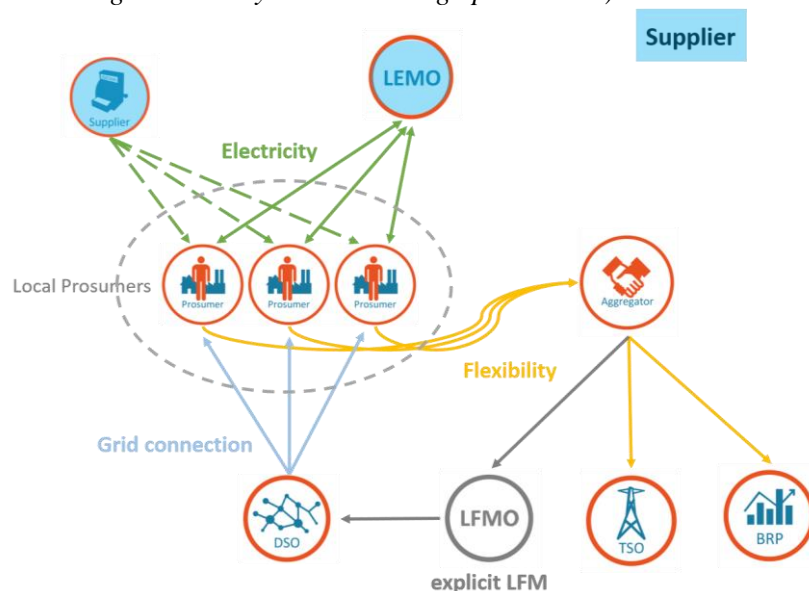 Supplier
LEMO
Supplier
Electricity
Local Prosumers
Prosumer
Prosumer
Prosumer
Aggregator
Flexibility
Grid connection
DSO
LFMO
TSO
BRP
explicit LFM